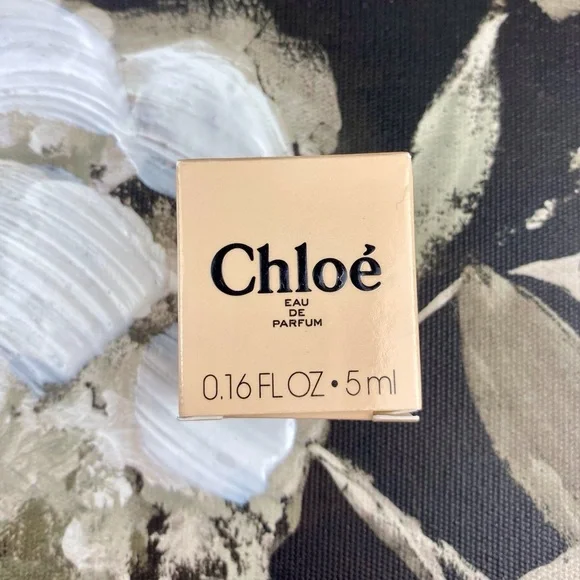 Chloé
EAU
DE
PARFUM
0.16 FL OZ • 5 ml